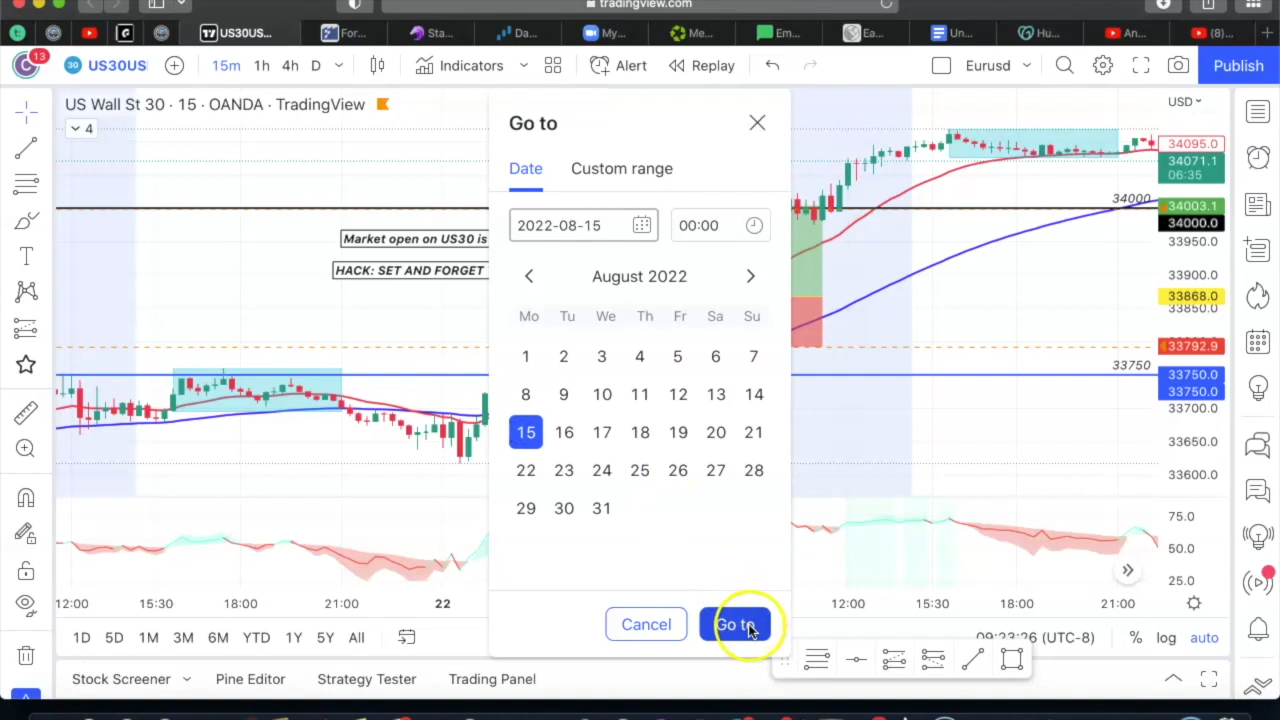 tradingview.com
US30US...
For...
Sta...
Da...
My...
Me...
Em...
Ea...
Un...
Hu...
An...
(8)...
13
30 US30US
15m 1h 4h D
Indicators
Alert
Replay
Eurusd
Publish
US Wall St 30 · 15 · OANDA · TradingView
4
USD
Market open on US30 is
HACK: SET AND FORGET
Go to
Date
Custom range
2022-08-15
00:00
August 2022
Mo Tu We Th Fr Sa Su
1 2 3 4 5 6 7
8 9 10 11 12 13 14
15 16 17 18 19 20 21
22 23 24 25 26 27 28
29 30 31
Cancel
Go to
34095.0
34071.1
06:35
34000
34003.1
34000.0
33950.0
33900.0
33868.0
33850.0
33792.9
33750
33750.0
33750.0
33700.0
33650.0
33600.0
75.0
50.0
25.0
12:00 15:30 18:00 21:00 22
12:00 15:30 18:00 21:00
1D 5D 1M 3M 6M YTD 1Y 5Y All
09:23:26 (UTC-8)
% log auto
Stock Screener
Pine Editor
Strategy Tester
Trading Panel